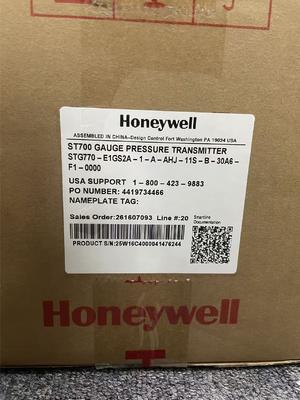 Honeywell
ASSEMBLED IN CHINA-Design Control Fort Washington PA 19034 USA
ST700 GAUGE PRESSURE TRANSMITTER
STG770 - E1GS2A - 1 - A - AHJ - 11S - B - 30A6 -
F1 - 0000
USA SUPPORT 1 - 800 - 423 - 9883
PO NUMBER: 4419734466
NAMEPLATE TAG:
Sales Order:261607093 Line #:20
Smartline
Documentation
PRODUCT S/N:25W16C4000041476244
Honeywell